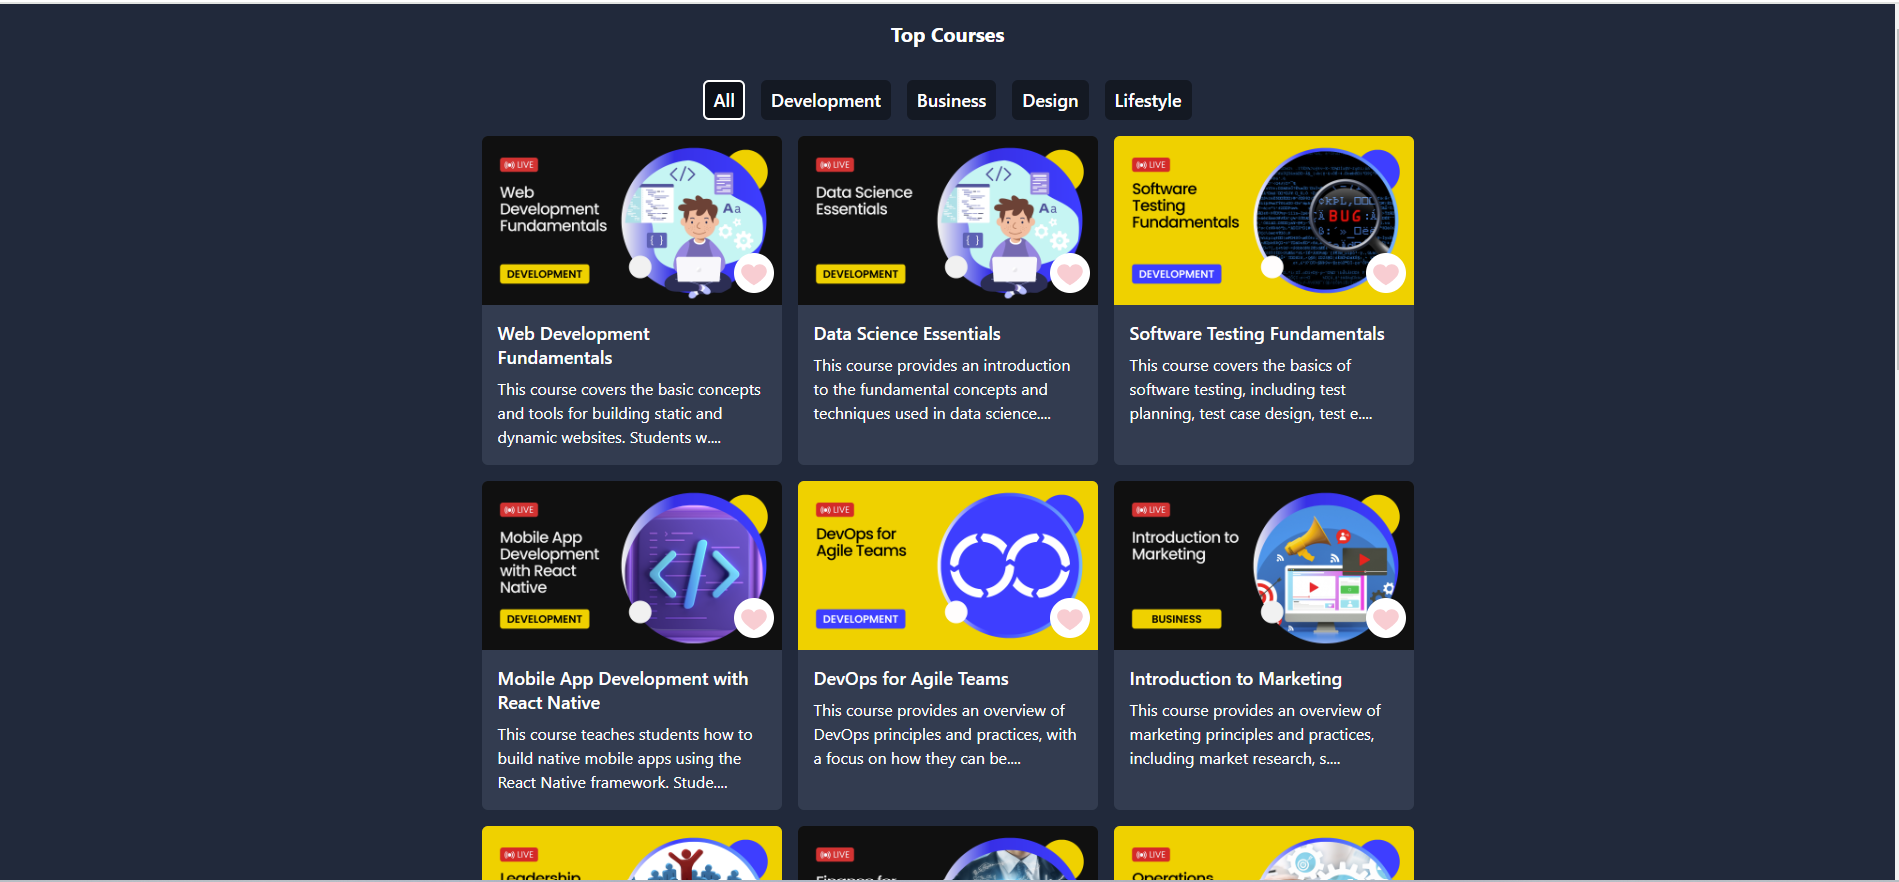 Top Courses
All
Development
Business
Design
Lifestyle
LIVE
Web
Development
Fundamentals
DEVELOPMENT
Web Development
Fundamentals
This course covers the basic concepts
and tools for building static and
dynamic websites. Students w....
LIVE
Data Science
Essentials
DEVELOPMENT
Data Science Essentials
This course provides an introduction
to the fundamental concepts and
techniques used in data science....
LIVE
Software
Testing
Fundamentals
BUG
DEVELOPMENT
Software Testing Fundamentals
This course covers the basics of
software testing, including test
planning, test case design, test e....
LIVE
Mobile App
Development
with React
Native
DEVELOPMENT
Mobile App Development with
React Native
This course teaches students how to
build native mobile apps using the
React Native framework. Stude....
LIVE
DevOps for
Agile Teams
DEVELOPMENT
DevOps for Agile Teams
This course provides an overview of
DevOps principles and practices, with
a focus on how they can be....
LIVE
Introduction to
Marketing
BUSINESS
Introduction to Marketing
This course provides an overview of
marketing principles and practices,
including market research, s....
LIVE
Leadership
LIVE
Finance for
LIVE
Operations